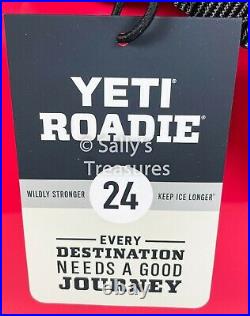 YETI®
ROADIE®
© Sally's
Treasures
WILDLY STRONGER 24 KEEP ICE LONGER®
EVERY
DESTINATION
NEEDS A GOOD
JOURNEY